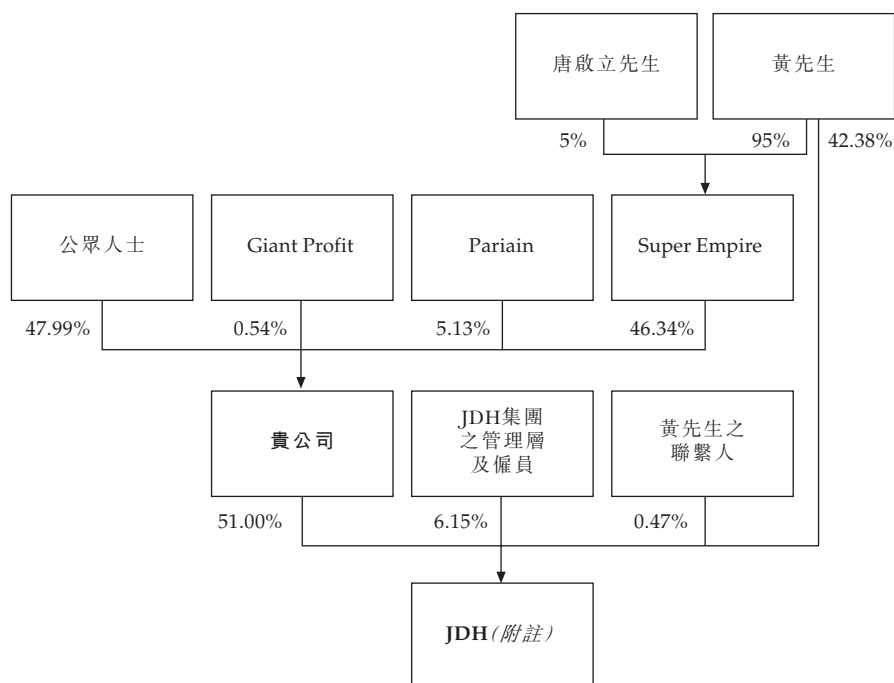 唐啟立先生
黃先生
5%
95%
42.38%
公眾人士
Giant Profit
Pariain
Super Empire
47.99%
0.54%
5.13%
46.34%
貴公司
JDH集團
之管理層
及僱員
黃先生之
聯繫人
51.00%
6.15%
0.47%
JDH(附註)